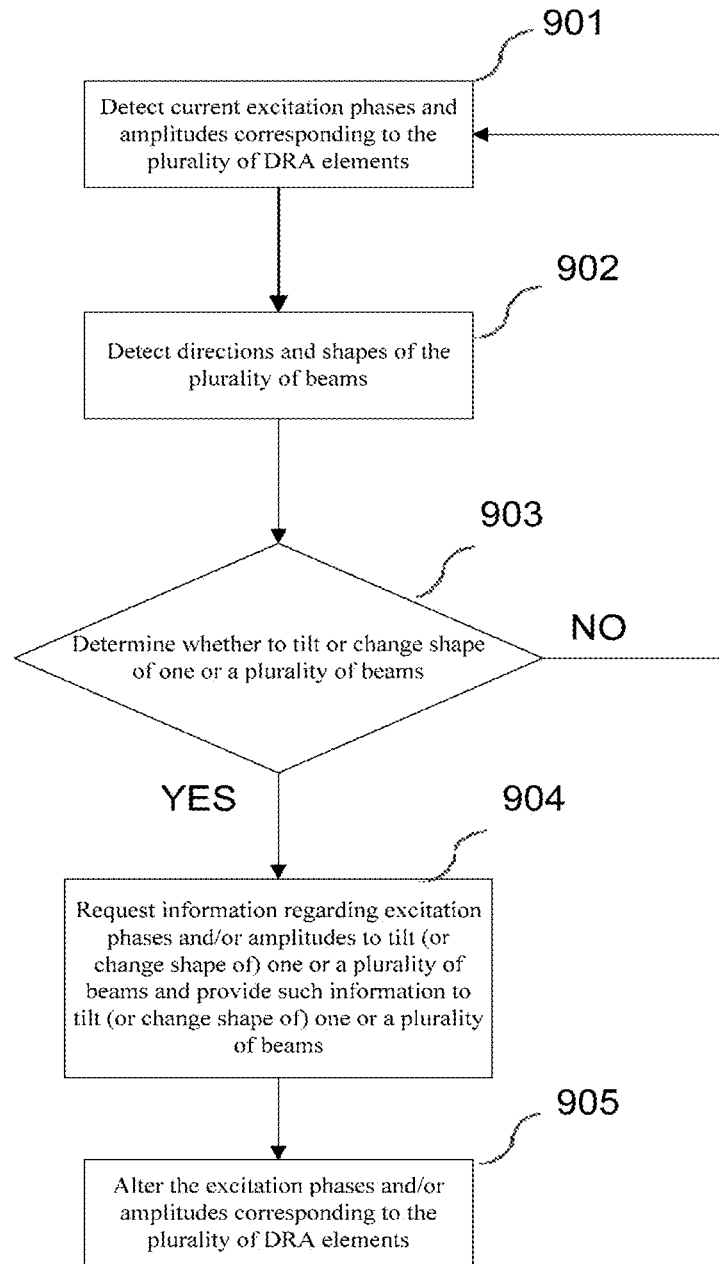 901
Detect current excitation phases and
amplitudes corresponding to the
plurality of DRA elements
902
Detect directions and shapes of the
plurality of beams
903
Determine whether to tilt or change shape
of one or a plurality of beams
NO
YES
904
Request information regarding excitation
phases and/or amplitudes to tilt (or
change shape of) one or a plurality of
beams and provide such information to
tilt (or change shape of) one or a plurality
of beams
905
Alter the excitation phases and/or
amplitudes corresponding to the
plurality of DRA elements